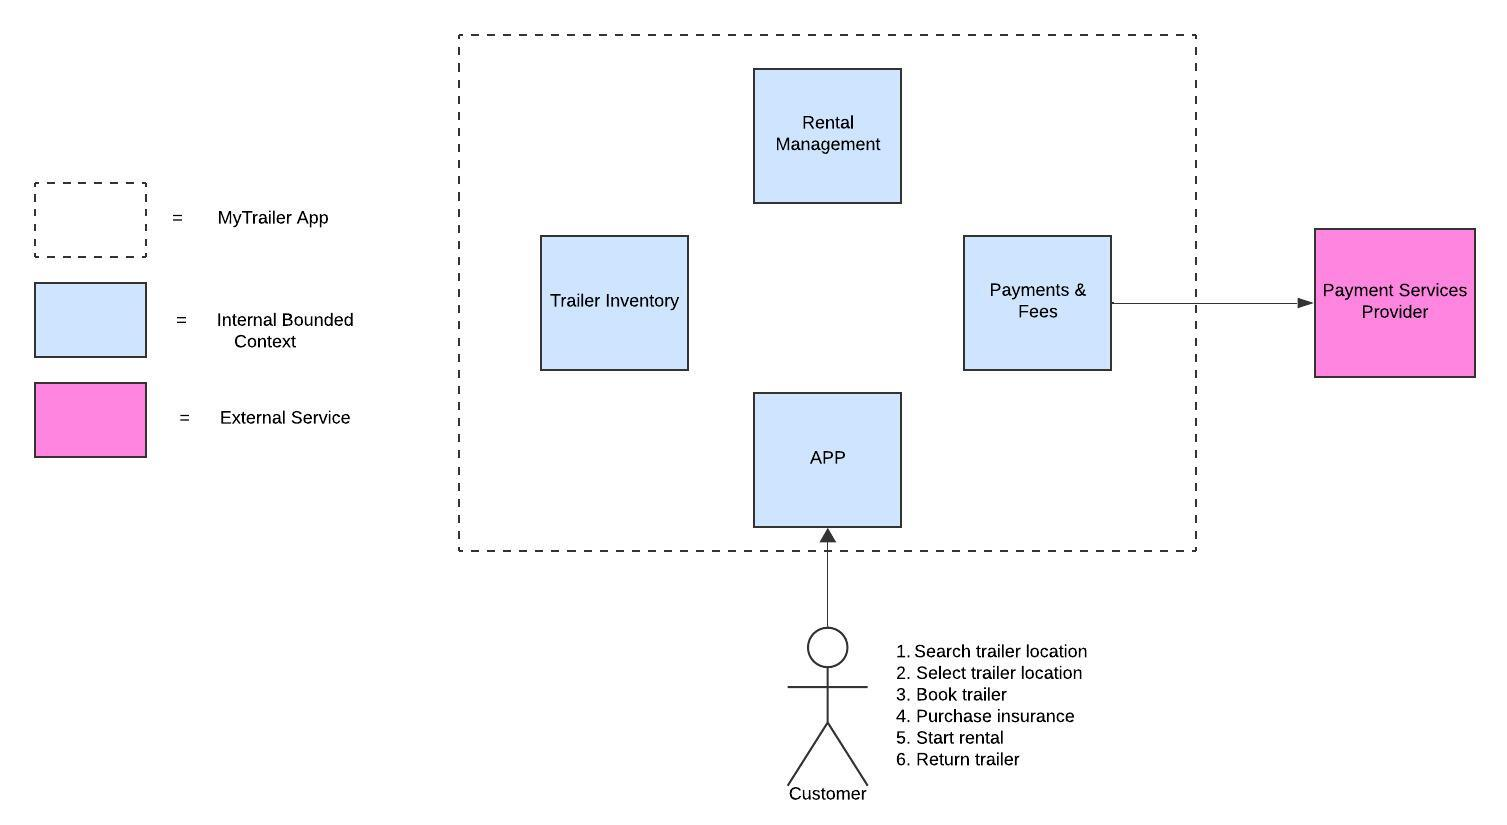 Rental
Management
=
MyTrailer App
Trailer Inventory
Payments &
Fees
Payment Services
Provider
=
Internal Bounded
Context
=
External Service
APP
1. Search trailer location
2. Select trailer location
3. Book trailer
4. Purchase insurance
5. Start rental
6. Return trailer
Customer